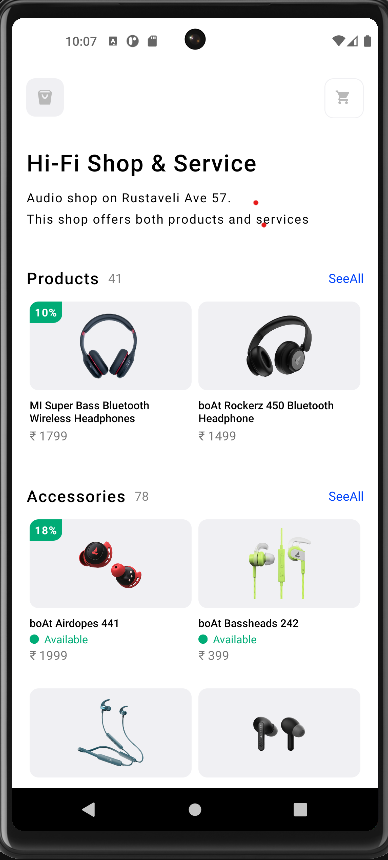 10:07
Hi-Fi Shop & Service
Audio shop on Rustaveli Ave 57.
This shop offers both products and services
Products 41
SeeAll
10%
MI Super Bass Bluetooth
Wireless Headphones
₹ 1799
boAt Rockerz 450 Bluetooth
Headphone
₹ 1499
Accessories 78
SeeAll
18%
boAt Airdopes 441
Available
₹ 1999
boAt Bassheads 242
Available
₹ 399